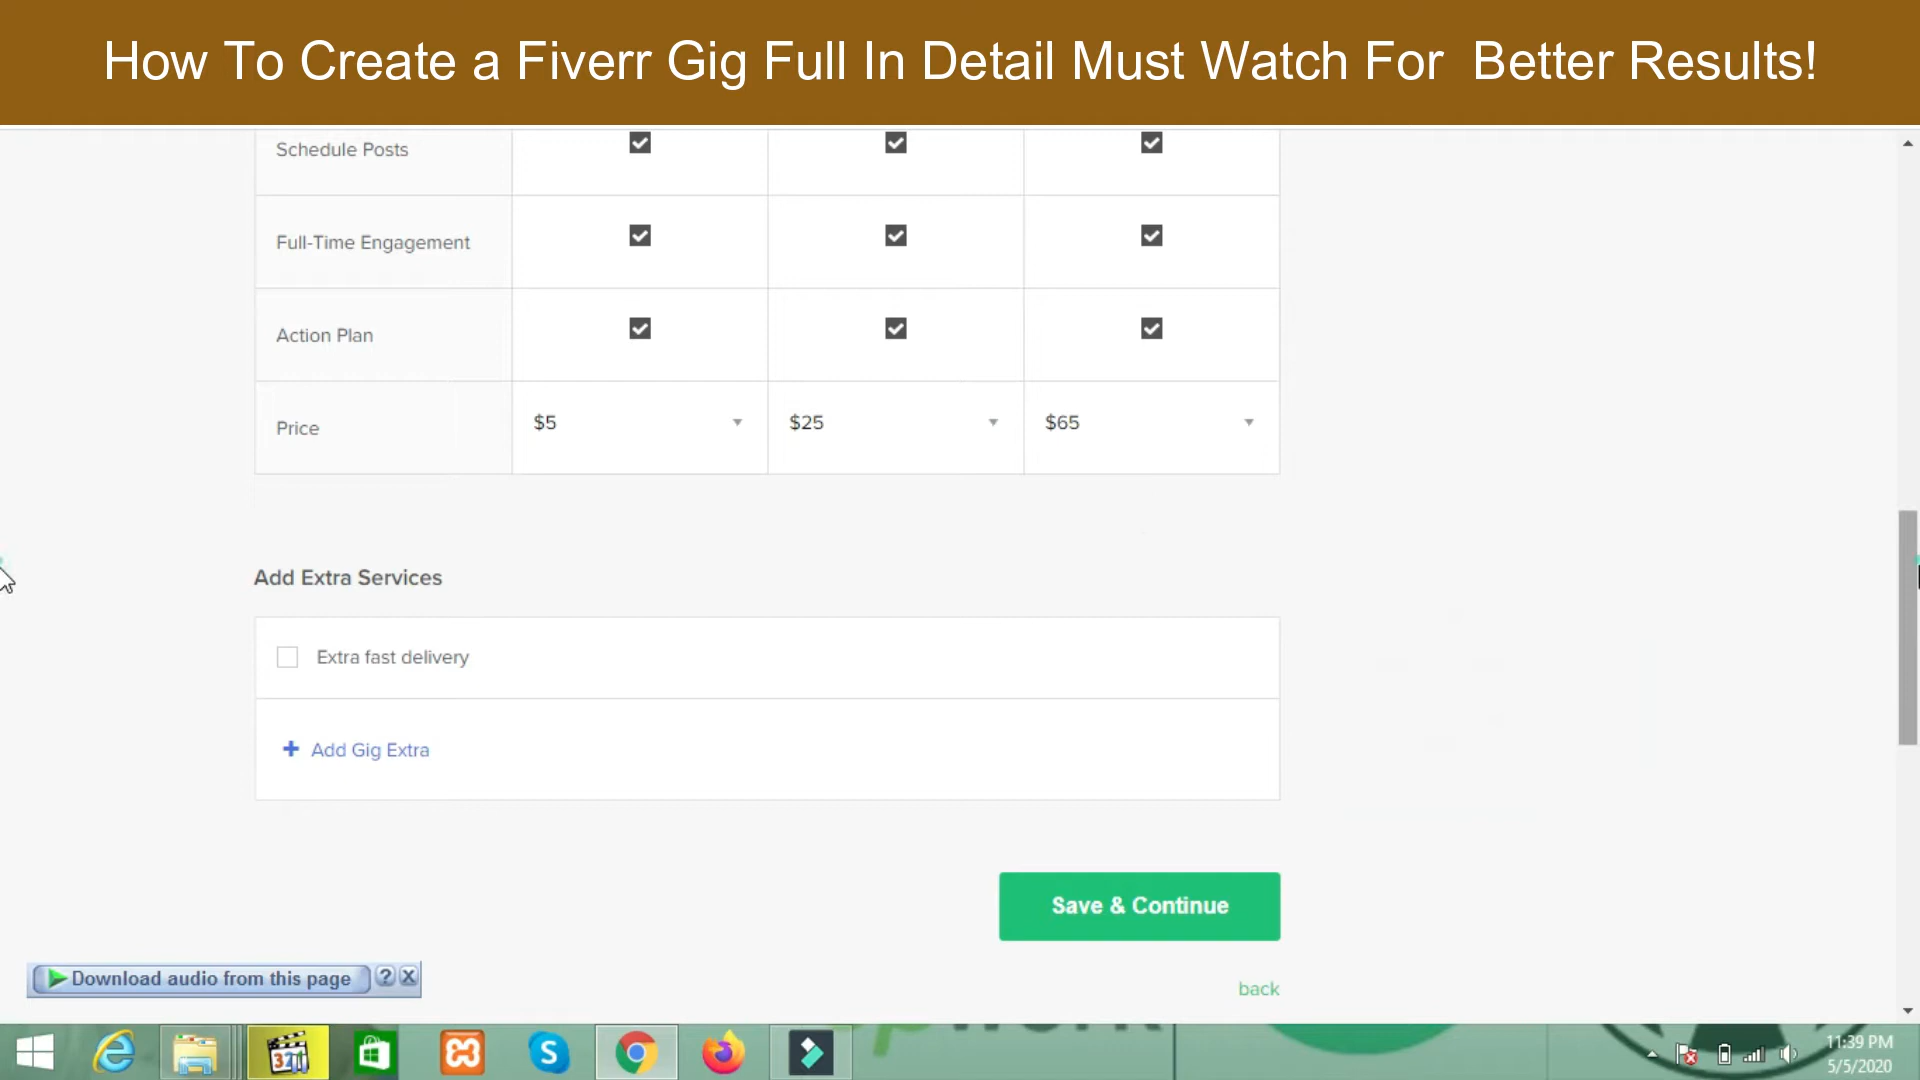 How To Create a Fiverr Gig Full In Detail Must Watch For  Better Results!
Schedule Posts
Full-Time Engagement
Action Plan
Price $5 $25 $65
Add Extra Services
Extra fast delivery
+ Add Gig Extra
Save & Continue
Download audio from this page ? X
back
321
S
11:39 PM
5/5/2020